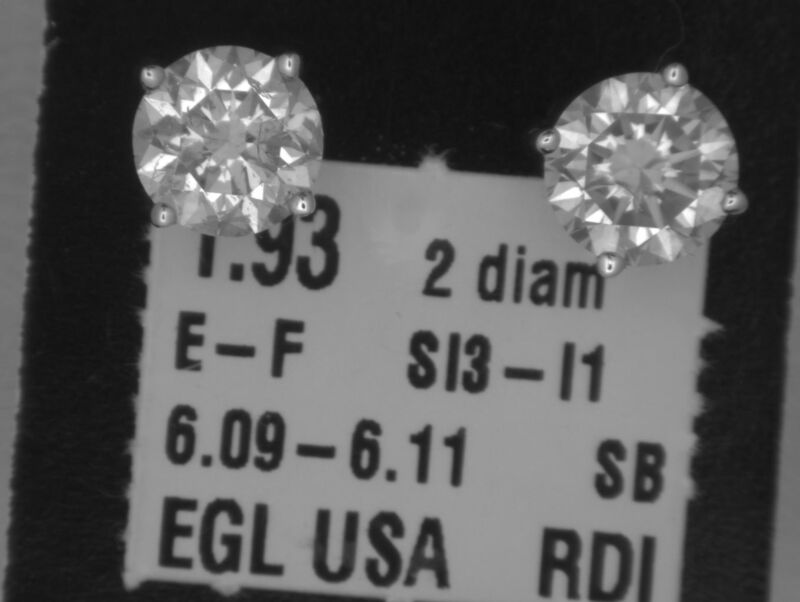 1.93 2 diam
E-F SI3-I1
6.09-6.11 SB
EGL USA RDI